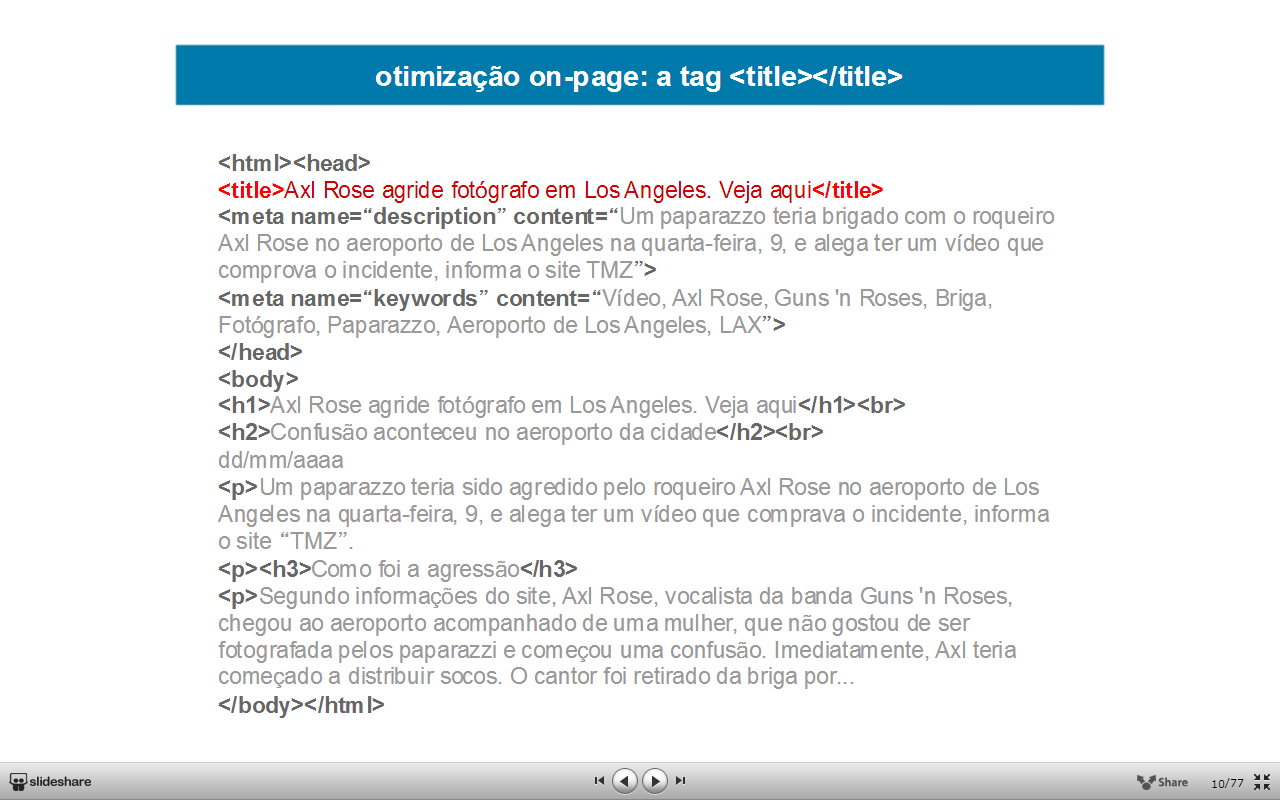 otimização on-page: a tag <title></title>
<html><head>
<title>Axl Rose agride fotógrafo em Los Angeles. Veja aqui</title>
<meta name=“description” content=“Um paparazzo teria brigado com o roqueiro
Axl Rose no aeroporto de Los Angeles na quarta-feira, 9, e alega ter um vídeo que
comprova o incidente, informa o site TMZ”>
<meta name=“keywords” content=“Vídeo, Axl Rose, Guns 'n Roses, Briga,
Fotógrafo, Paparazzo, Aeroporto de Los Angeles, LAX”>
</head>
<body>
<h1>Axl Rose agride fotógrafo em Los Angeles. Veja aqui</h1><br>
<h2>Confusão aconteceu no aeroporto da cidade</h2><br>
dd/mm/aaaa
<p>Um paparazzo teria sido agredido pelo roqueiro Axl Rose no aeroporto de Los
Angeles na quarta-feira, 9, e alega ter um vídeo que comprava o incidente, informa
o site “TMZ”.
<p><h3>Como foi a agressão</h3>
<p>Segundo informações do site, Axl Rose, vocalista da banda Guns 'n Roses,
chegou ao aeroporto acompanhado de uma mulher, que não gostou de ser
fotografada pelos paparazzi e começou uma confusão. Imediatamente, Axl teria
começado a distribuir socos. O cantor foi retirado da briga por...
</body></html>
slideshare
Share
10/77